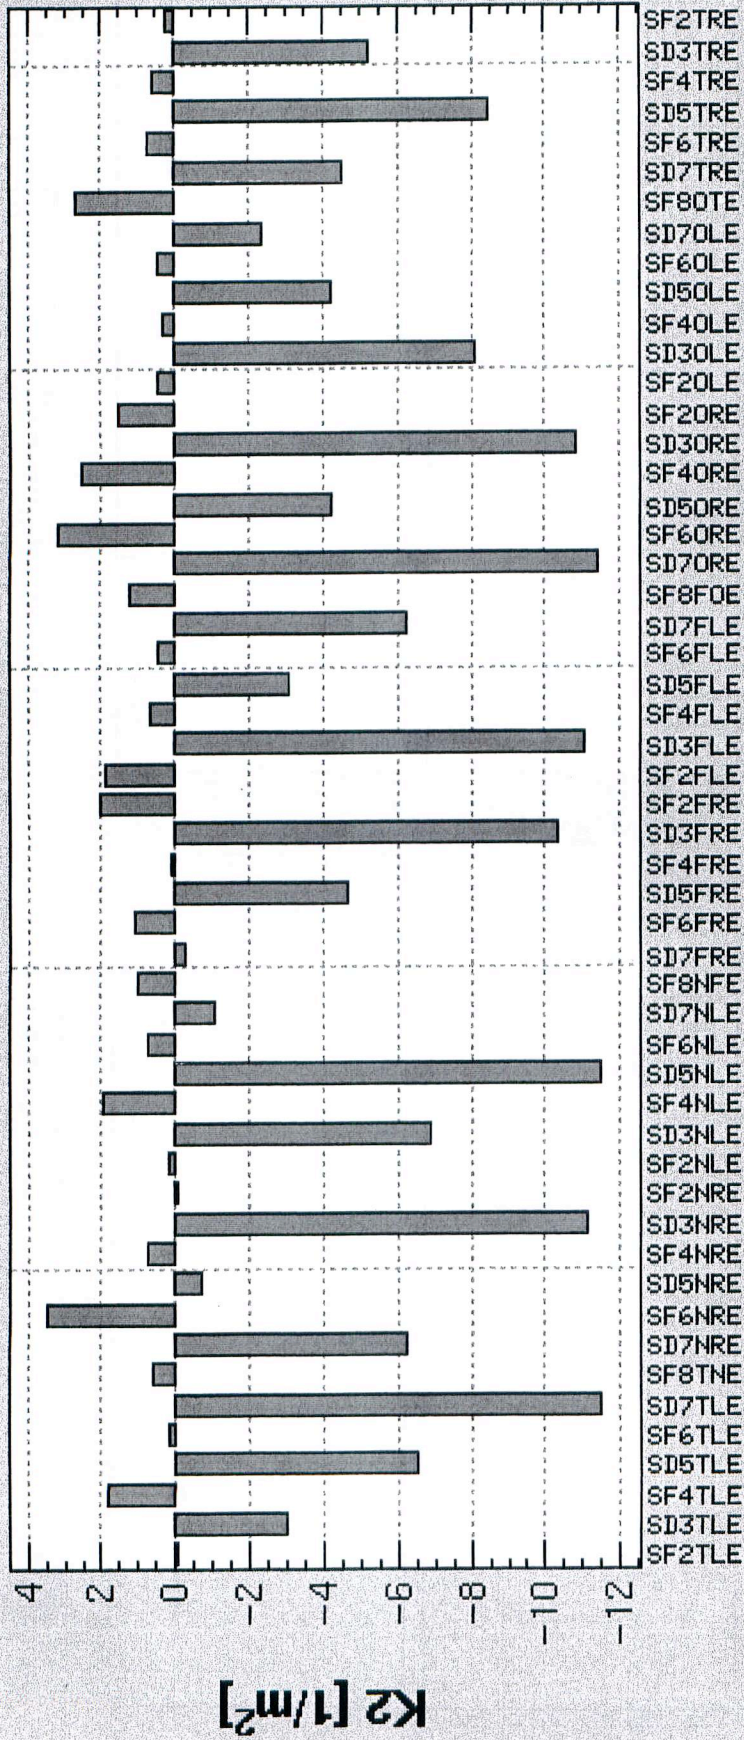 SF2TRE
SD3TRE
SF4TRE
SD5TRE
SF6TRE
SD7TRE
SF8OTE
SD7OLE
SF6OLE
SD5OLE
SF4OLE
SD3OLE
SF2OLE
SF2ORE
SD3ORE
SF4ORE
SD5ORE
SF6ORE
SD7ORE
SF8FOE
SD7FLE
SF6FLE
SD5FLE
SF4FLE
SD3FLE
SF2FLE
SF2FRE
SD3FRE
SF4FRE
SD5FRE
SF6FRE
SD7FRE
SF8NFE
SD7NLE
SF6NLE
SD5NLE
SF4NLE
SD3NLE
SF2NLE
SF2NRE
SD3NRE
SF4NRE
SD5NRE
SF6NRE
SD7NRE
SF8TNE
SD7TLE
SF6TLE
SD5TLE
SF4TLE
SD3TLE
SF2TLE
4
2
0
-2
-4
-6
-8
-10
-12
K2 [1/m²]